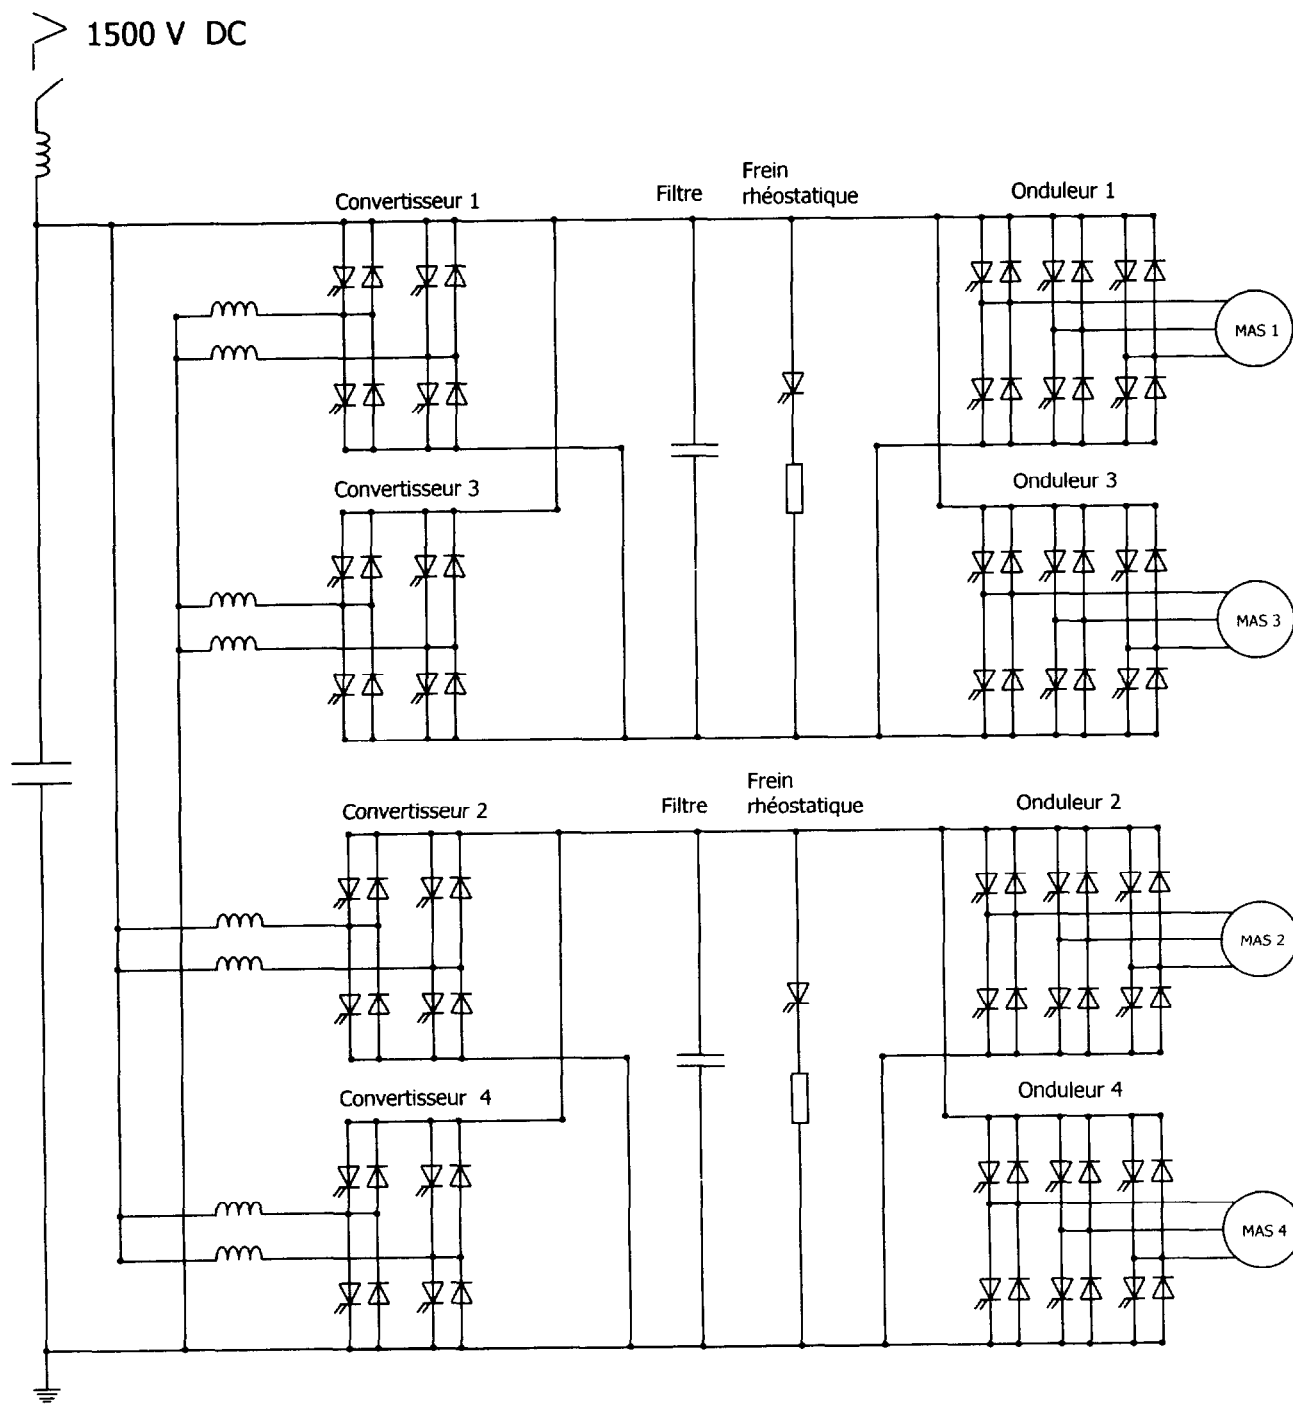 1500 V DC
Convertisseur 1
Filtre
Frein
rhéostatique
Onduleur 1
MAS 1
Convertisseur 3
Onduleur 3
MAS 3
Convertisseur 2
Filtre
Frein
rhéostatique
Onduleur 2
MAS 2
Convertisseur 4
Onduleur 4
MAS 4